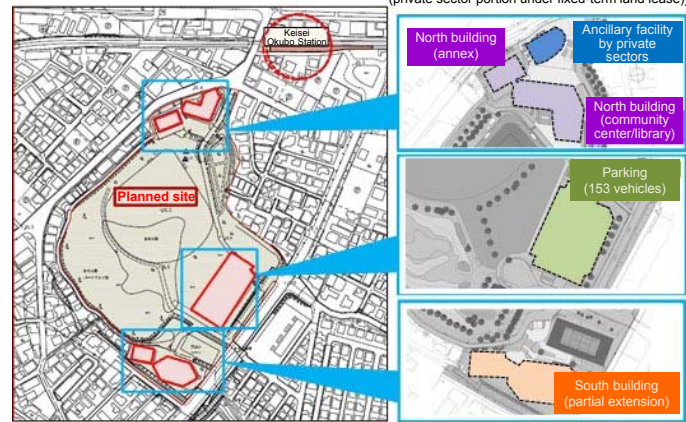 (private sector portion under fixed-term land lease)
Keisei
Okubo Station
Planned site
North building
(annex)
Ancillary facility
by private
sectors
North building
(community
center/library)
Parking
(153 vehicles)
South building
(partial extension)